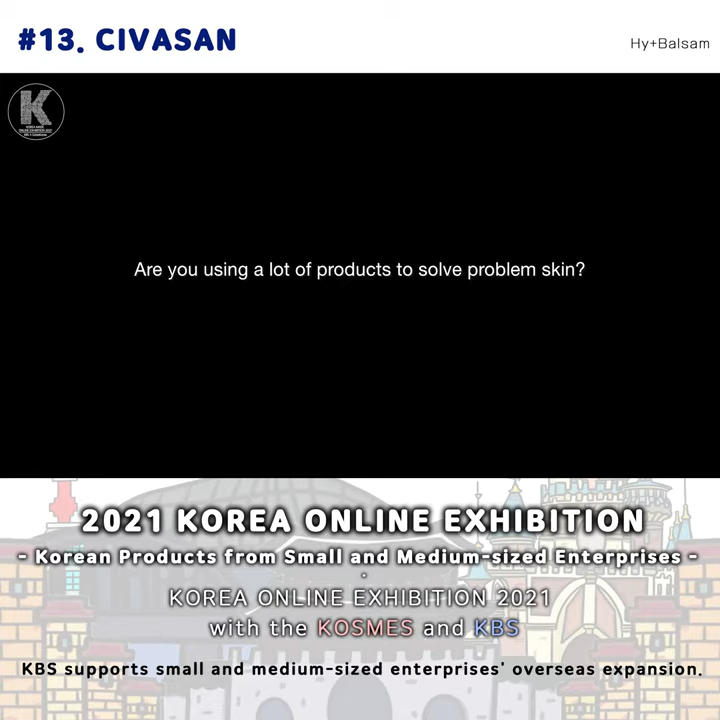 #13. CIVASAN
Hy+Balsam
K
Are you using a lot of products to solve problem skin?
2021 KOREA ONLINE EXHIBITION
- Korean Products from Small and Medium-sized Enterprises -
KOREA ONLINE EXHIBITION 2021
with the KOSMES and KBS
KBS supports small and medium-sized enterprises' overseas expansion.